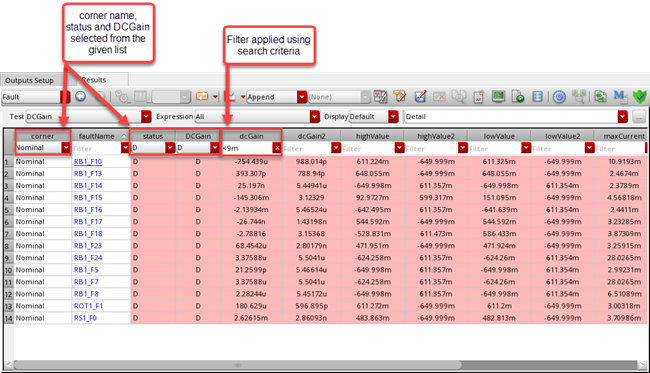 corner name,
status and DCGain
selected from the
given list
Filter applied using
search criteria
Outputs Setup Results
Fault (None) Append
Test DCGain Expression All Display Default Detail
corner faultName status DCGain dcGain dcGain2 highValue highValue2 lowValue lowValue2 maxCurrent
Nominal Filter D D <9m Filter Filter Filter Filter Filter Filter
1 Nominal RB1_F10 D D -254.439u 988.014p 611.224m -649.999m 611.325m -649.999m 10.9193m
2 Nominal RB1_F13 D D 393.307p 788.94p 648.055m -649.999m 648.055m -649.999m 2.4674m
3 Nominal RB1_F14 D D 25.197n 5.44941u -649.998m 611.357m -649.998m 611.354m 2.3789m
4 Nominal RB1_F15 D D -145.306m 3.12329 92.9727m 599.317m 151.095m -649.999m 4.56818m
5 Nominal RB1_F16 D D -2.13934m 5.46524u -642.495m 611.357m -641.639m 611.354m 2.4411m
6 Nominal RB1_F17 D D -26.744n 1.43198n 544.592m -649.999m 544.592m -649.999m 3.23285m
7 Nominal RB1_F18 D D -2.78816 3.15368 -528.831m 611.473m 586.433m -649.999m 3.87309m
8 Nominal RB1_F23 D D 68.4542u 2.80179n 471.951m -649.999m 471.924m -649.999m 3.25915m
9 Nominal RB1_F24 D D 3.37588u 5.5041u -624.258m 611.357m -624.26m 611.354m 28.0265m
10 Nominal RB1_F5 D D 21.2599p 5.46614u -649.999m 611.357m -649.999m 611.354m 2.99231m
11 Nominal RB1_F7 D D 3.37588u 5.5041u -624.258m 611.357m -624.26m 611.354m 28.0265m
12 Nominal RB1_F8 D D 2.28244u 5.45172u -649.998m 611.357m -649.999m 611.354m 6.51089m
13 Nominal ROT1_F1 D D 180.629u 596.895p 611.272m -649.999m 611.2m -649.999m 3.00318m
14 Nominal RS1_F0 D D 2.62615m 2.86093n 483.863m -649.999m 482.813m -649.999m 3.70986m